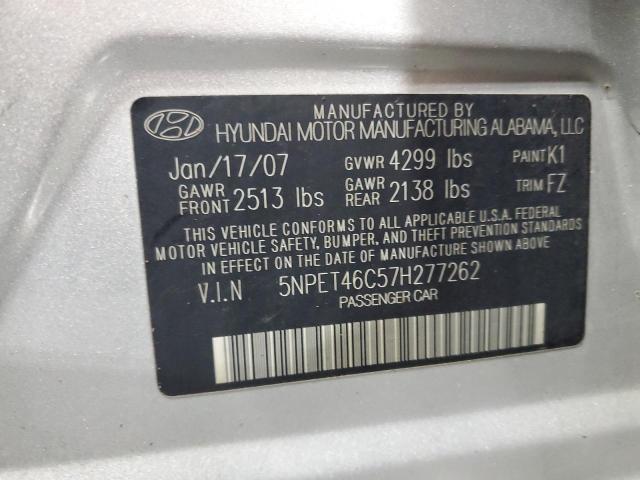 MANUFACTURED BY
HYUNDAI MOTOR MANUFACTURING ALABAMA, LLC
Jan/17/07 GVWR 4299 lbs PAINT K1
GAWR FRONT 2513 lbs GAWR REAR 2138 lbs TRIM FZ
THIS VEHICLE CONFORMS TO ALL APPLICABLE U.S.A. FEDERAL
MOTOR VEHICLE SAFETY, BUMPER, AND THEFT PREVENTION STANDARDS
IN EFFECT ON THE DATE OF MANUFACTURE SHOWN ABOVE.
V.I.N 5NPET46C57H277262
PASSENGER CAR